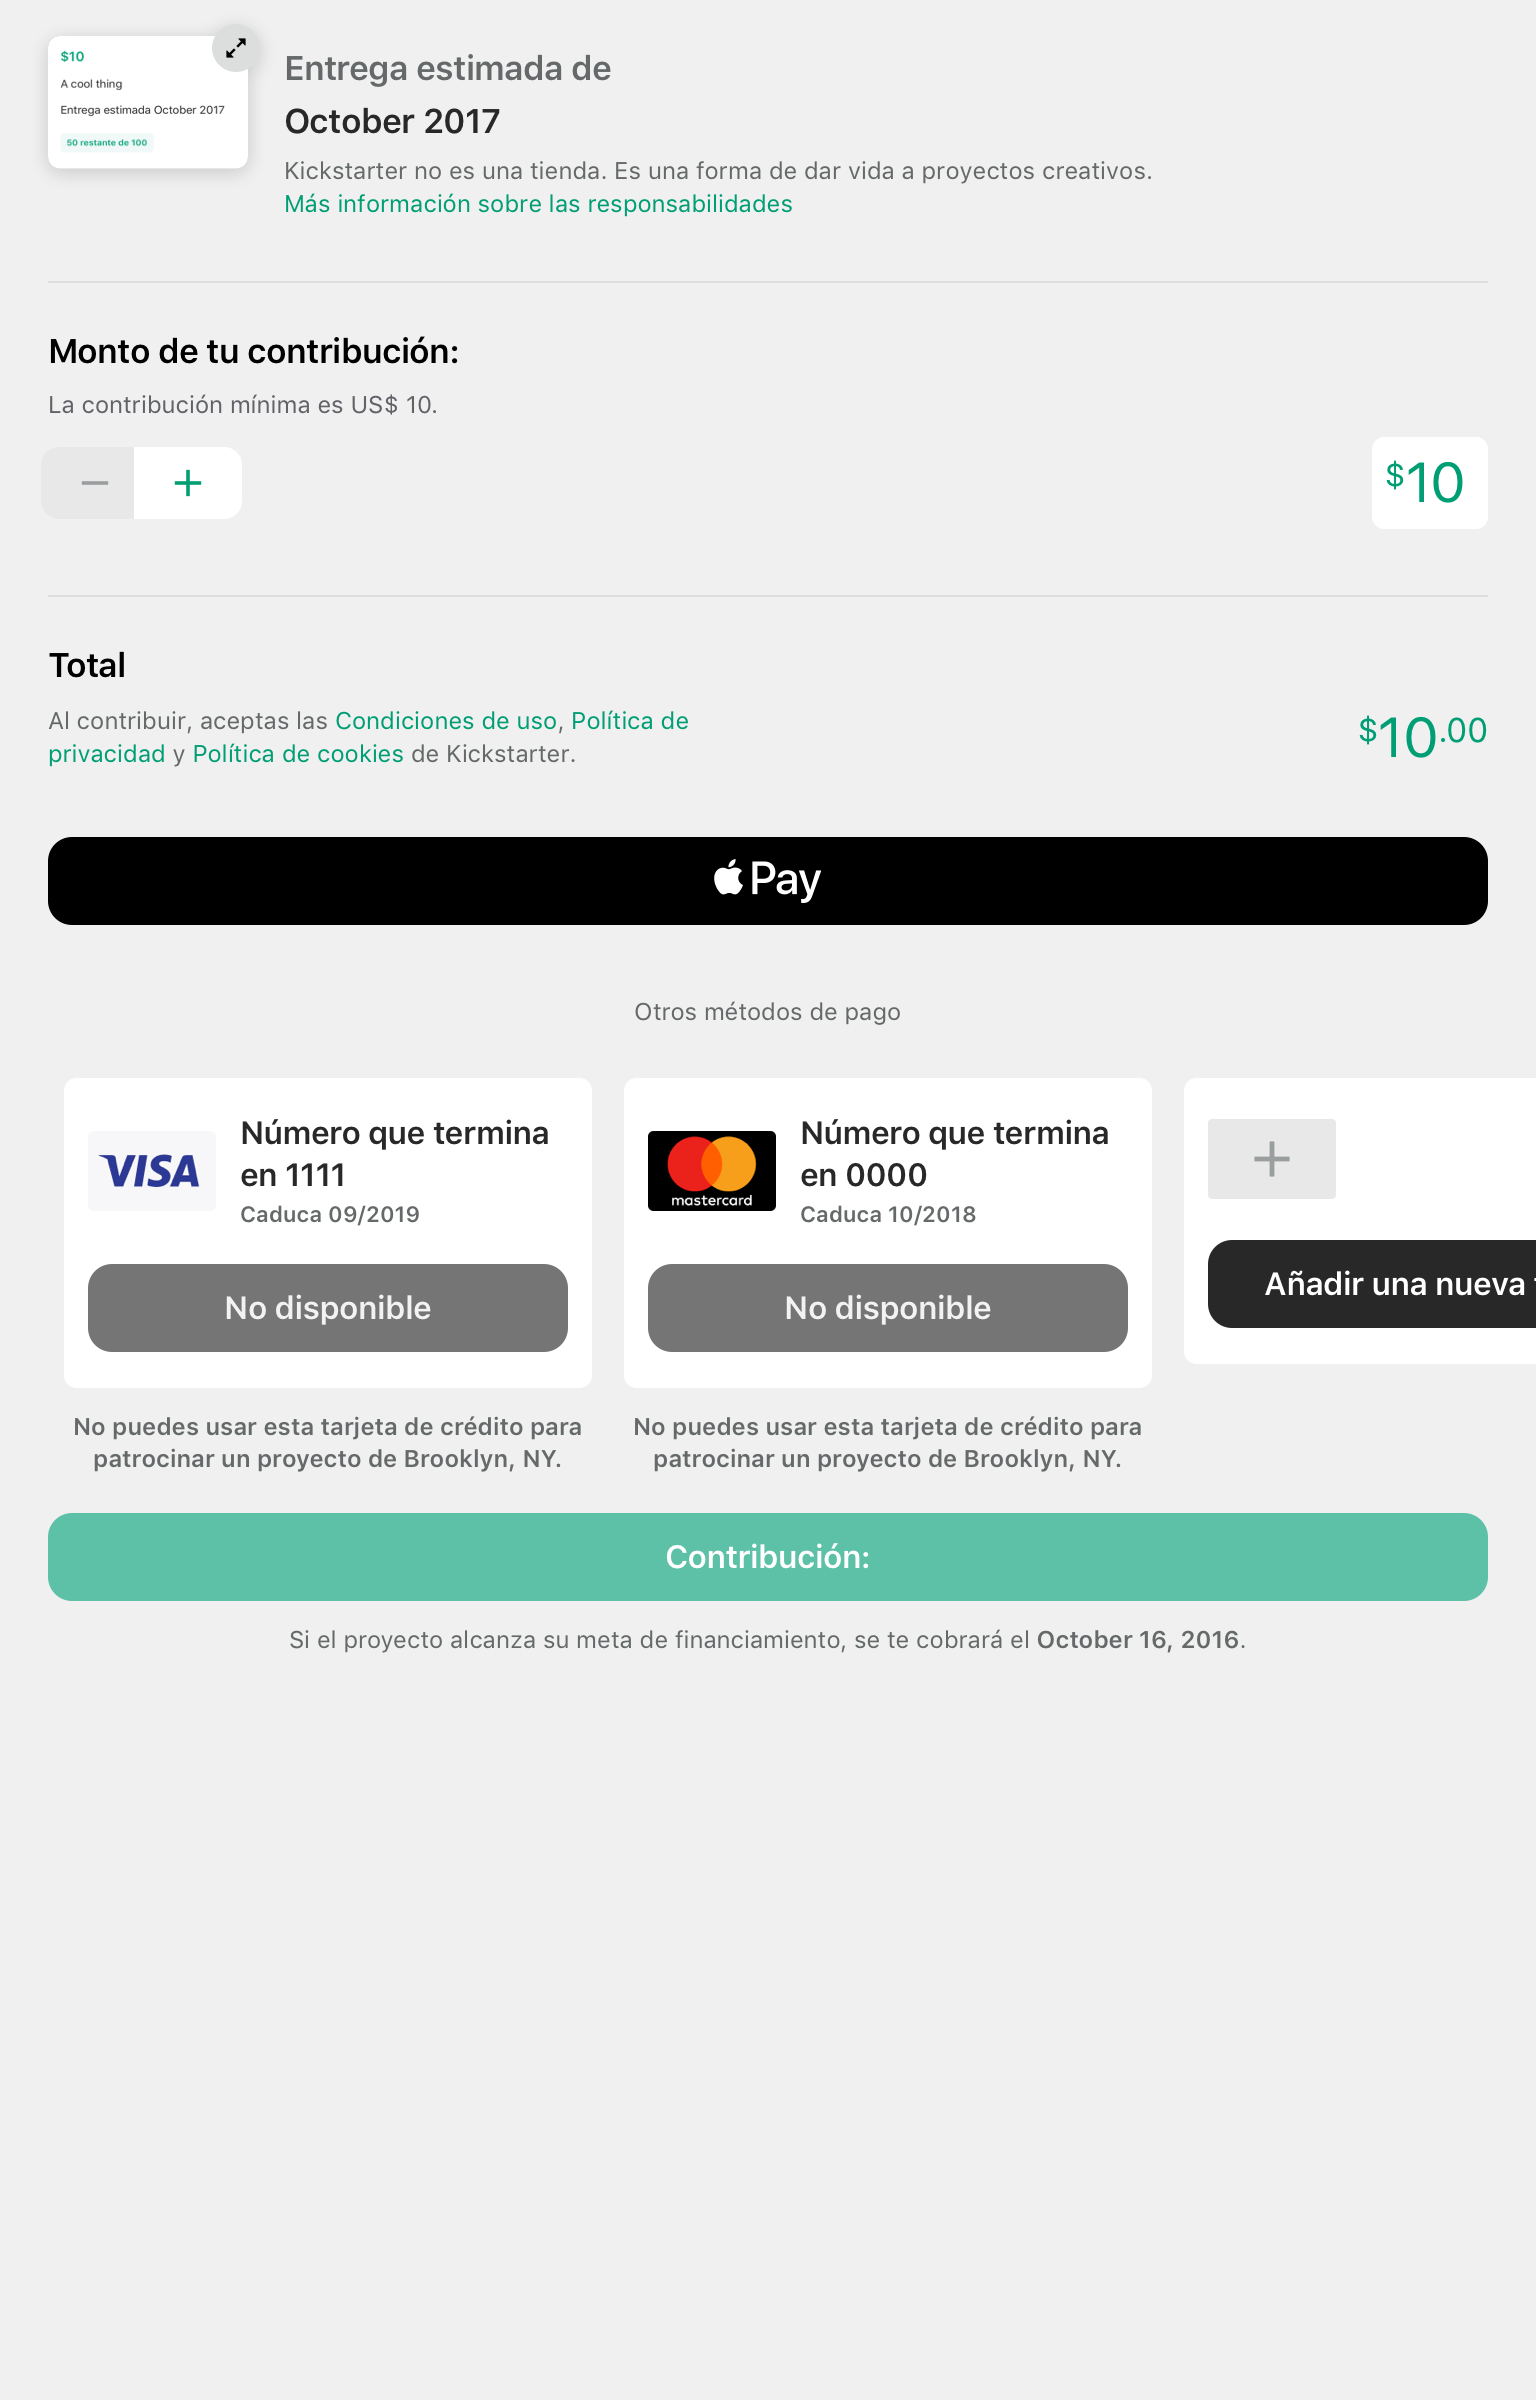 $10
A cool thing
Entrega estimada October 2017
50 restante de 100
Entrega estimada de
October 2017
Kickstarter no es una tienda. Es una forma de dar vida a proyectos creativos.
Más información sobre las responsabilidades
Monto de tu contribución:
La contribución mínima es US$ 10.
$10
Total
Al contribuir, aceptas las Condiciones de uso, Política de
privacidad y Política de cookies de Kickstarter.
$10.00
Pay
Otros métodos de pago
VISA
Número que termina
en 1111
Caduca 09/2019
No disponible
No puedes usar esta tarjeta de crédito para
patrocinar un proyecto de Brooklyn, NY.
mastercard
Número que termina
en 0000
Caduca 10/2018
No disponible
No puedes usar esta tarjeta de crédito para
patrocinar un proyecto de Brooklyn, NY.
Añadir una nueva
Contribución:
Si el proyecto alcanza su meta de financiamiento, se te cobrará el October 16, 2016.